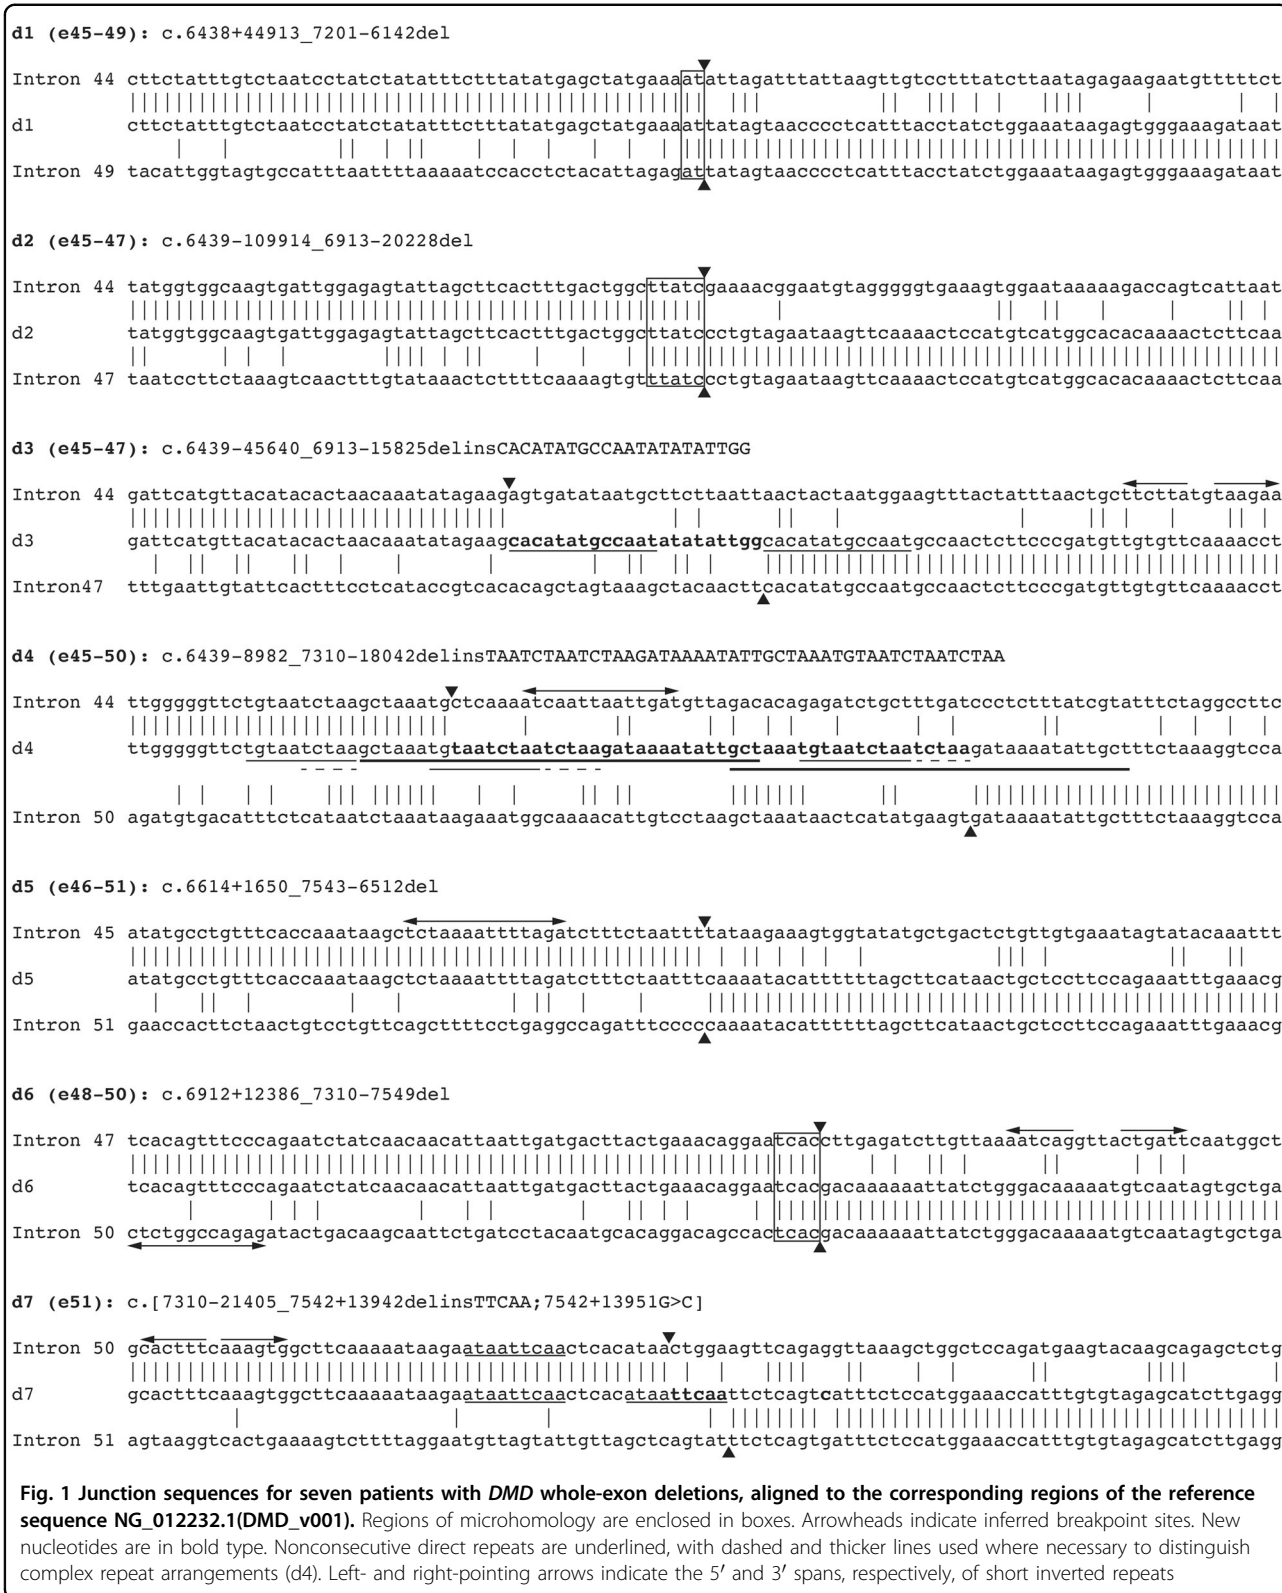 d1 (e45-49): c.6438+44913_7201-6142del
Intron 44 cttctatttgtctaatcctatctatatttctttatatgagctatgaaaatattagatttattaagttgtcctttatcttaatagagaagaatgtttttct
d1 cttctatttgtctaatcctatctatatttctttatatgagctatgaaaattatagtaacccctcatttacctatctggaaataagagtgggaaagataat
Intron 49 tacattggtagtgccatttaattttaaaaatccacctctacattagagattatagtaacccctcatttacctatctggaaataagagtgggaaagataat
d2 (e45-47): c.6439-109914_6913-20228del
Intron 44 tatggtggcaagtgattggagagtattagcttcactttgactggcttatcgaaaacggaatgtagggggtgaaagtggaataaaaagaccagtcattaat
d2 tatggtggcaagtgattggagagtattagcttcactttgactggcttatccctgtagaataagttcaaaactccatgtcatggcacacaaaactcttcaa
Intron 47 taatccttctaaagtcaactttgtataaactcttttcaaaagtgtttatccctgtagaataagttcaaaactccatgtcatggcacacaaaactcttcaa
d3 (e45-47): c.6439-45640_6913-15825delinsCACATATGCCAATATATATTGG
Intron 44 gattcatgttacatacactaacaaatatagaagagtgatataatgcttcttaattaactactaatggaagtttactatttaactgcttcttatgtaagaa
d3 gattcatgttacatacactaacaaatatagaagcacatatgccaatatatattggcacatatgccaatgccaactcttcccgatgttgtgttcaaaacct
Intron47 tttgaattgtattcactttcctcataccgtcacacagctagtaaagctacaacttcacatatgccaatgccaactcttcccgatgttgtgttcaaaacct
d4 (e45-50): c.6439-8982_7310-18042delinsTAATCTAATCTAAGATAAAATATTGCTAAATGTAATCTAATCTAA
Intron 44 ttgggggttctgtaatctaagctaaatgctcaaaatcaattaattgatgttagacacagagatctgctttgatccctctttatcgtatttctaggccttc
d4 ttgggggttctgtaatctaagctaaatgtaatctaatctaagataaaatattgctaaatgtaatctaatctaagataaaatattgctttctaaaggtcca
Intron 50 agatgtgacatttctcataatctaaataagaaatggcaaaacattgtcctaagctaaataactcatatgaagtgataaaatattgctttctaaaggtcca
d5 (e46-51): c.6614+1650_7543-6512del
Intron 45 atatgcctgtttcaccaaataagctctaaaattttagatctttctaattttataagaaagtggtatatgctgactctgttgtgaaatagtatacaaattt
d5 atatgcctgtttcaccaaataagctctaaaattttagatctttctaatttcaaaatacattttttagcttcataactgctccttccagaaatttgaaacg
Intron 51 gaaccacttctaactgtcctgttcagcttttcctgaggccagatttcccccaaaatacattttttagcttcataactgctccttccagaaatttgaaacg
d6 (e48-50): c.6912+12386_7310-7549del
Intron 47 tcacagtttcccagaatctatcaacaacattaattgatgacttactgaaacaggaatcaccttgagatcttgttaaaatcaggttactgattcaatggct
d6 tcacagtttcccagaatctatcaacaacattaattgatgacttactgaaacaggaatcacgacaaaaaattatctgggacaaaaatgtcaatagtgctga
Intron 50 ctctggccagagatactgacaagcaattctgatcctacaatgcacaggacagccactcacgacaaaaaattatctgggacaaaaatgtcaatagtgctga
d7 (e51): c.[7310-21405_7542+13942delinsTTCAA;7542+13951G>C]
Intron 50 gcactttcaaagtggcttcaaaaataagaataattcaactcacataactggaagttcagaggttaaagctggctccagatgaagtacaagcagagctctg
d7 gcactttcaaagtggcttcaaaaataagaataattcaactcacataattcaattctcagtcatttctccatggaaaccatttgtgtagagcatcttgagg
Intron 51 agtaaggtcactgaaaagtcttttaggaatgttagtattgttagctcagtatttctcagtgatttctccatggaaaccatttgtgtagagcatcttgagg
Fig. 1 Junction sequences for seven patients with DMD whole-exon deletions, aligned to the corresponding regions of the reference
sequence NG_012232.1(DMD_v001). Regions of microhomology are enclosed in boxes. Arrowheads indicate inferred breakpoint sites. New
nucleotides are in bold type. Nonconsecutive direct repeats are underlined, with dashed and thicker lines used where necessary to distinguish
complex repeat arrangements (d4). Left- and right-pointing arrows indicate the 5′ and 3′ spans, respectively, of short inverted repeats